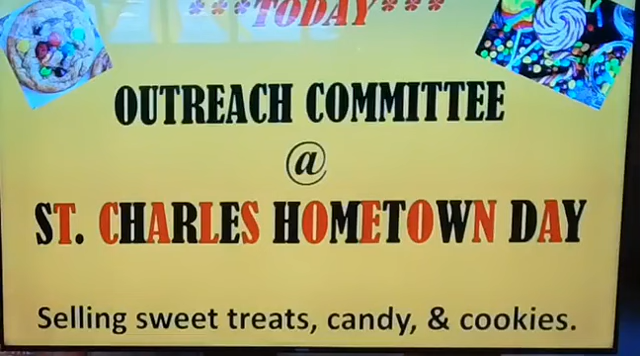 ***TODAY***
OUTREACH COMMITTEE
@
ST. CHARLES HOMETOWN DAY
Selling sweet treats, candy, & cookies.